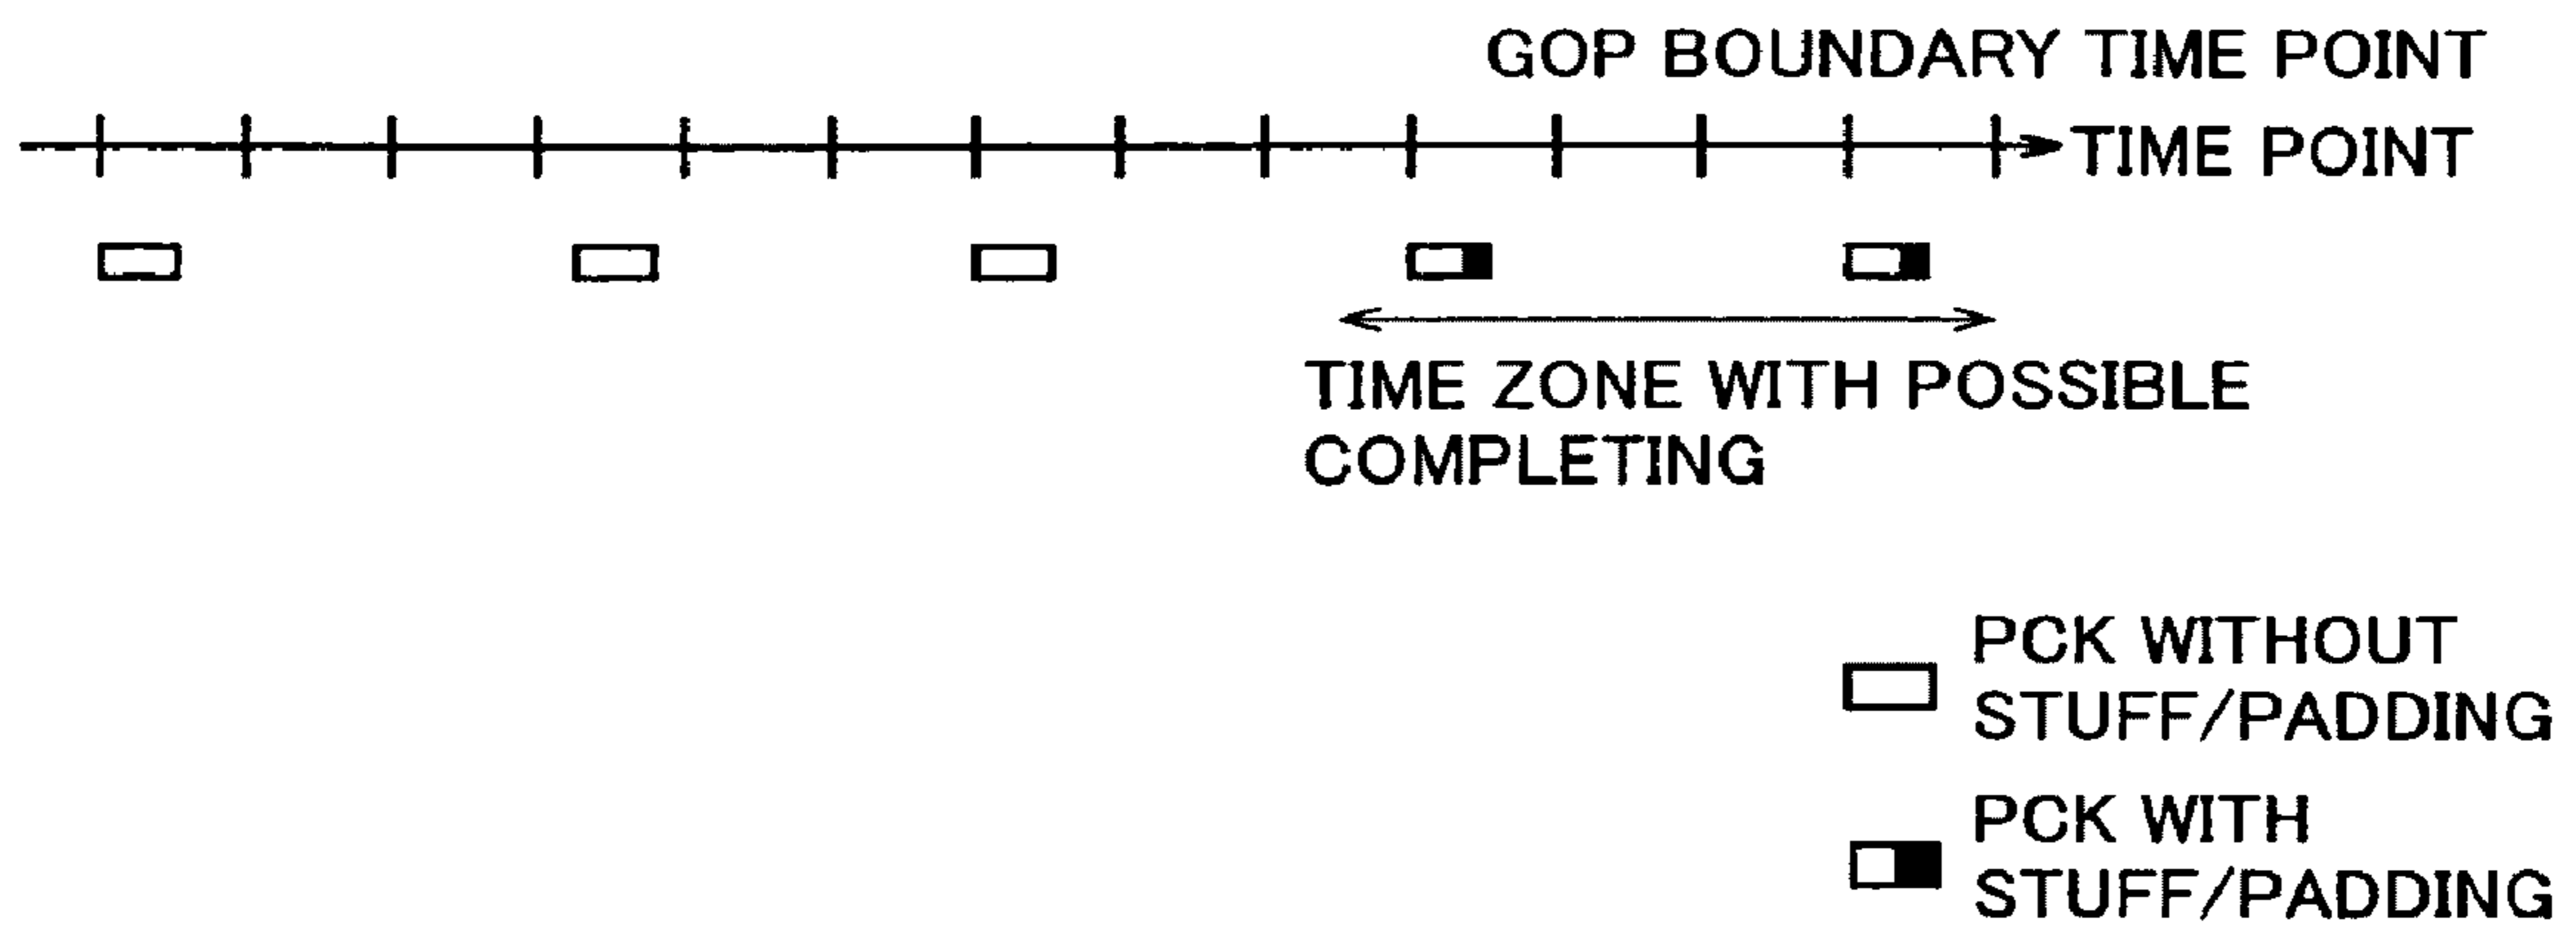 GOP BOUNDARY TIME POINT
TIME POINT
TIME ZONE WITH POSSIBLE
COMPLETING
PCK WITHOUT
STUFF/PADDING
PCK WITH
STUFF/PADDING